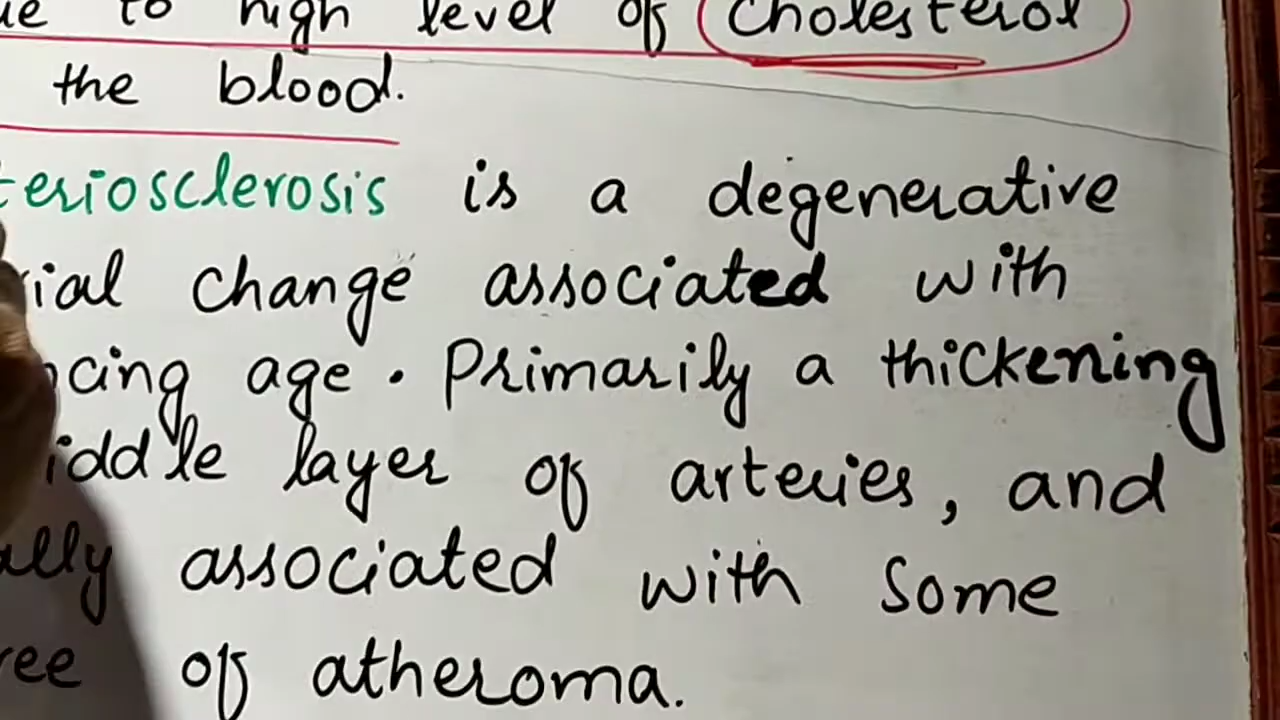 to high level of Cholesterol
the blood.
teriosclerosis is a degenerative
ial change associated with
cing age. Primarily a thickening
iddle layer of arteries, and
ally associated with Some
ree of atheroma.